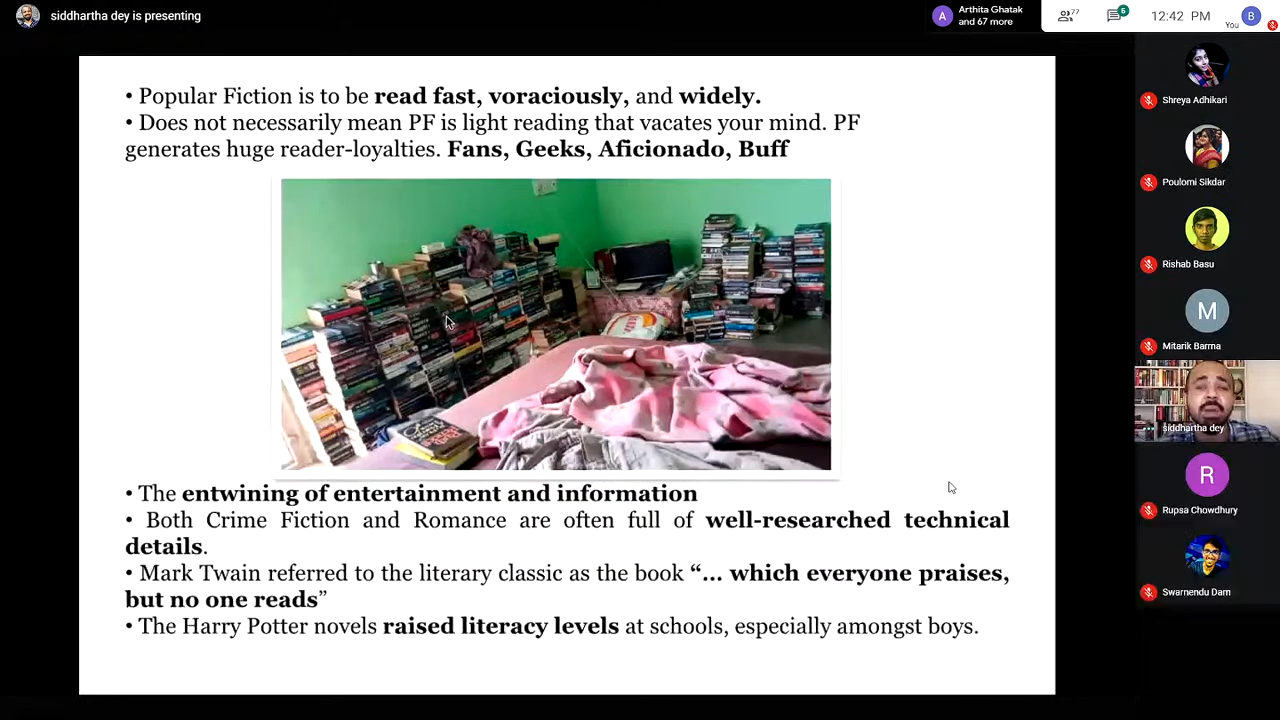 siddhartha dey is presenting
A
Arthita Ghatak
and 67 more
77
5
12:42 PM
B
You
• Popular Fiction is to be read fast, voraciously, and widely.
• Does not necessarily mean PF is light reading that vacates your mind. PF
generates huge reader-loyalties. Fans, Geeks, Aficionado, Buff
• The entwining of entertainment and information
• Both Crime Fiction and Romance are often full of well-researched technical
details.
• Mark Twain referred to the literary classic as the book “... which everyone praises,
but no one reads”
• The Harry Potter novels raised literacy levels at schools, especially amongst boys.
Shreya Adhikari
Poulomi Sikdar
Rishab Basu
M
Mitarik Barma
siddhartha dey
R
Rupsa Chowdhury
Swarnendu Dam